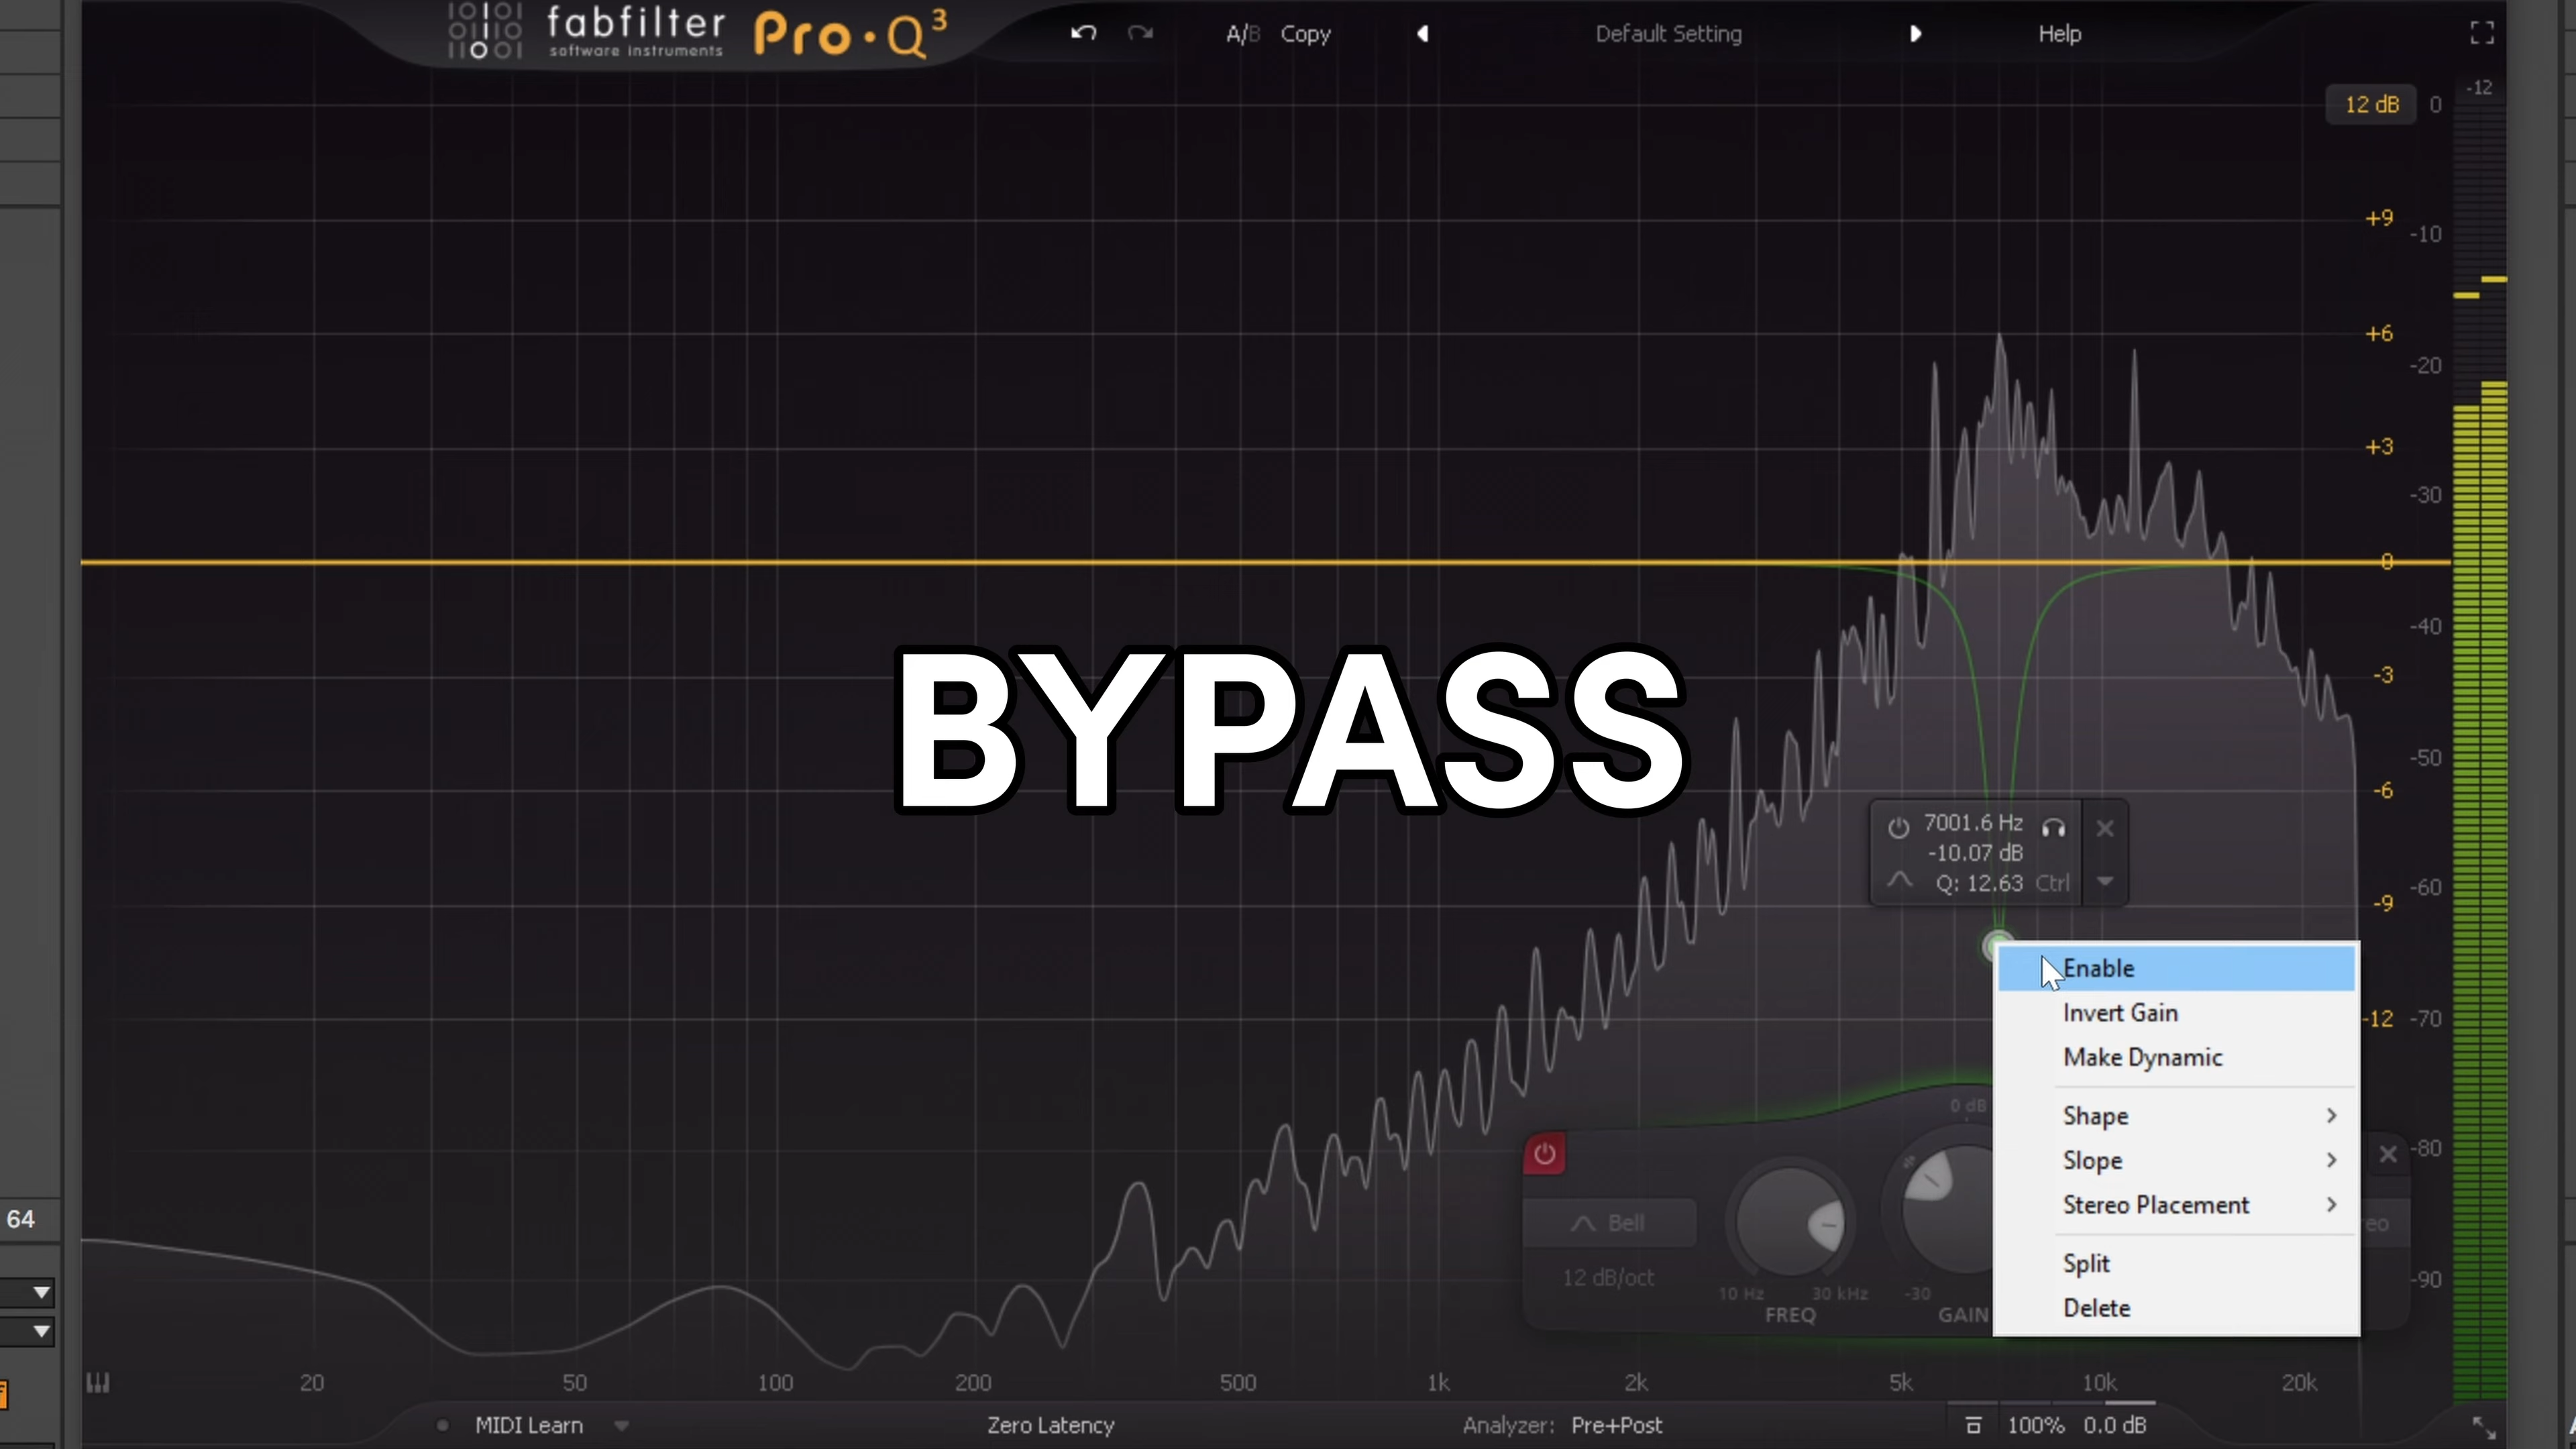 fabfilter
software instruments
Pro·Q3
A/B Copy
Default Setting
Help
12 dB
-12
0
+9
-10
+6
-20
+3
-30
0
-40
-3
-50
-6
-60
-9
-12
-70
-80
-90
BYPASS
7001.6 Hz
-10.07 dB
Q: 12.63 Ctrl
Enable
Invert Gain
Make Dynamic
Shape
Slope
Stereo Placement
Split
Delete
0 dB
Bell
12 dB/oct
10 Hz 30 kHz
FREQ
-30
GAIN
64
20 50 100 200 500 1k 2k 5k 10k 20k
MIDI Learn
Zero Latency
Analyzer: Pre+Post
100% 0.0 dB